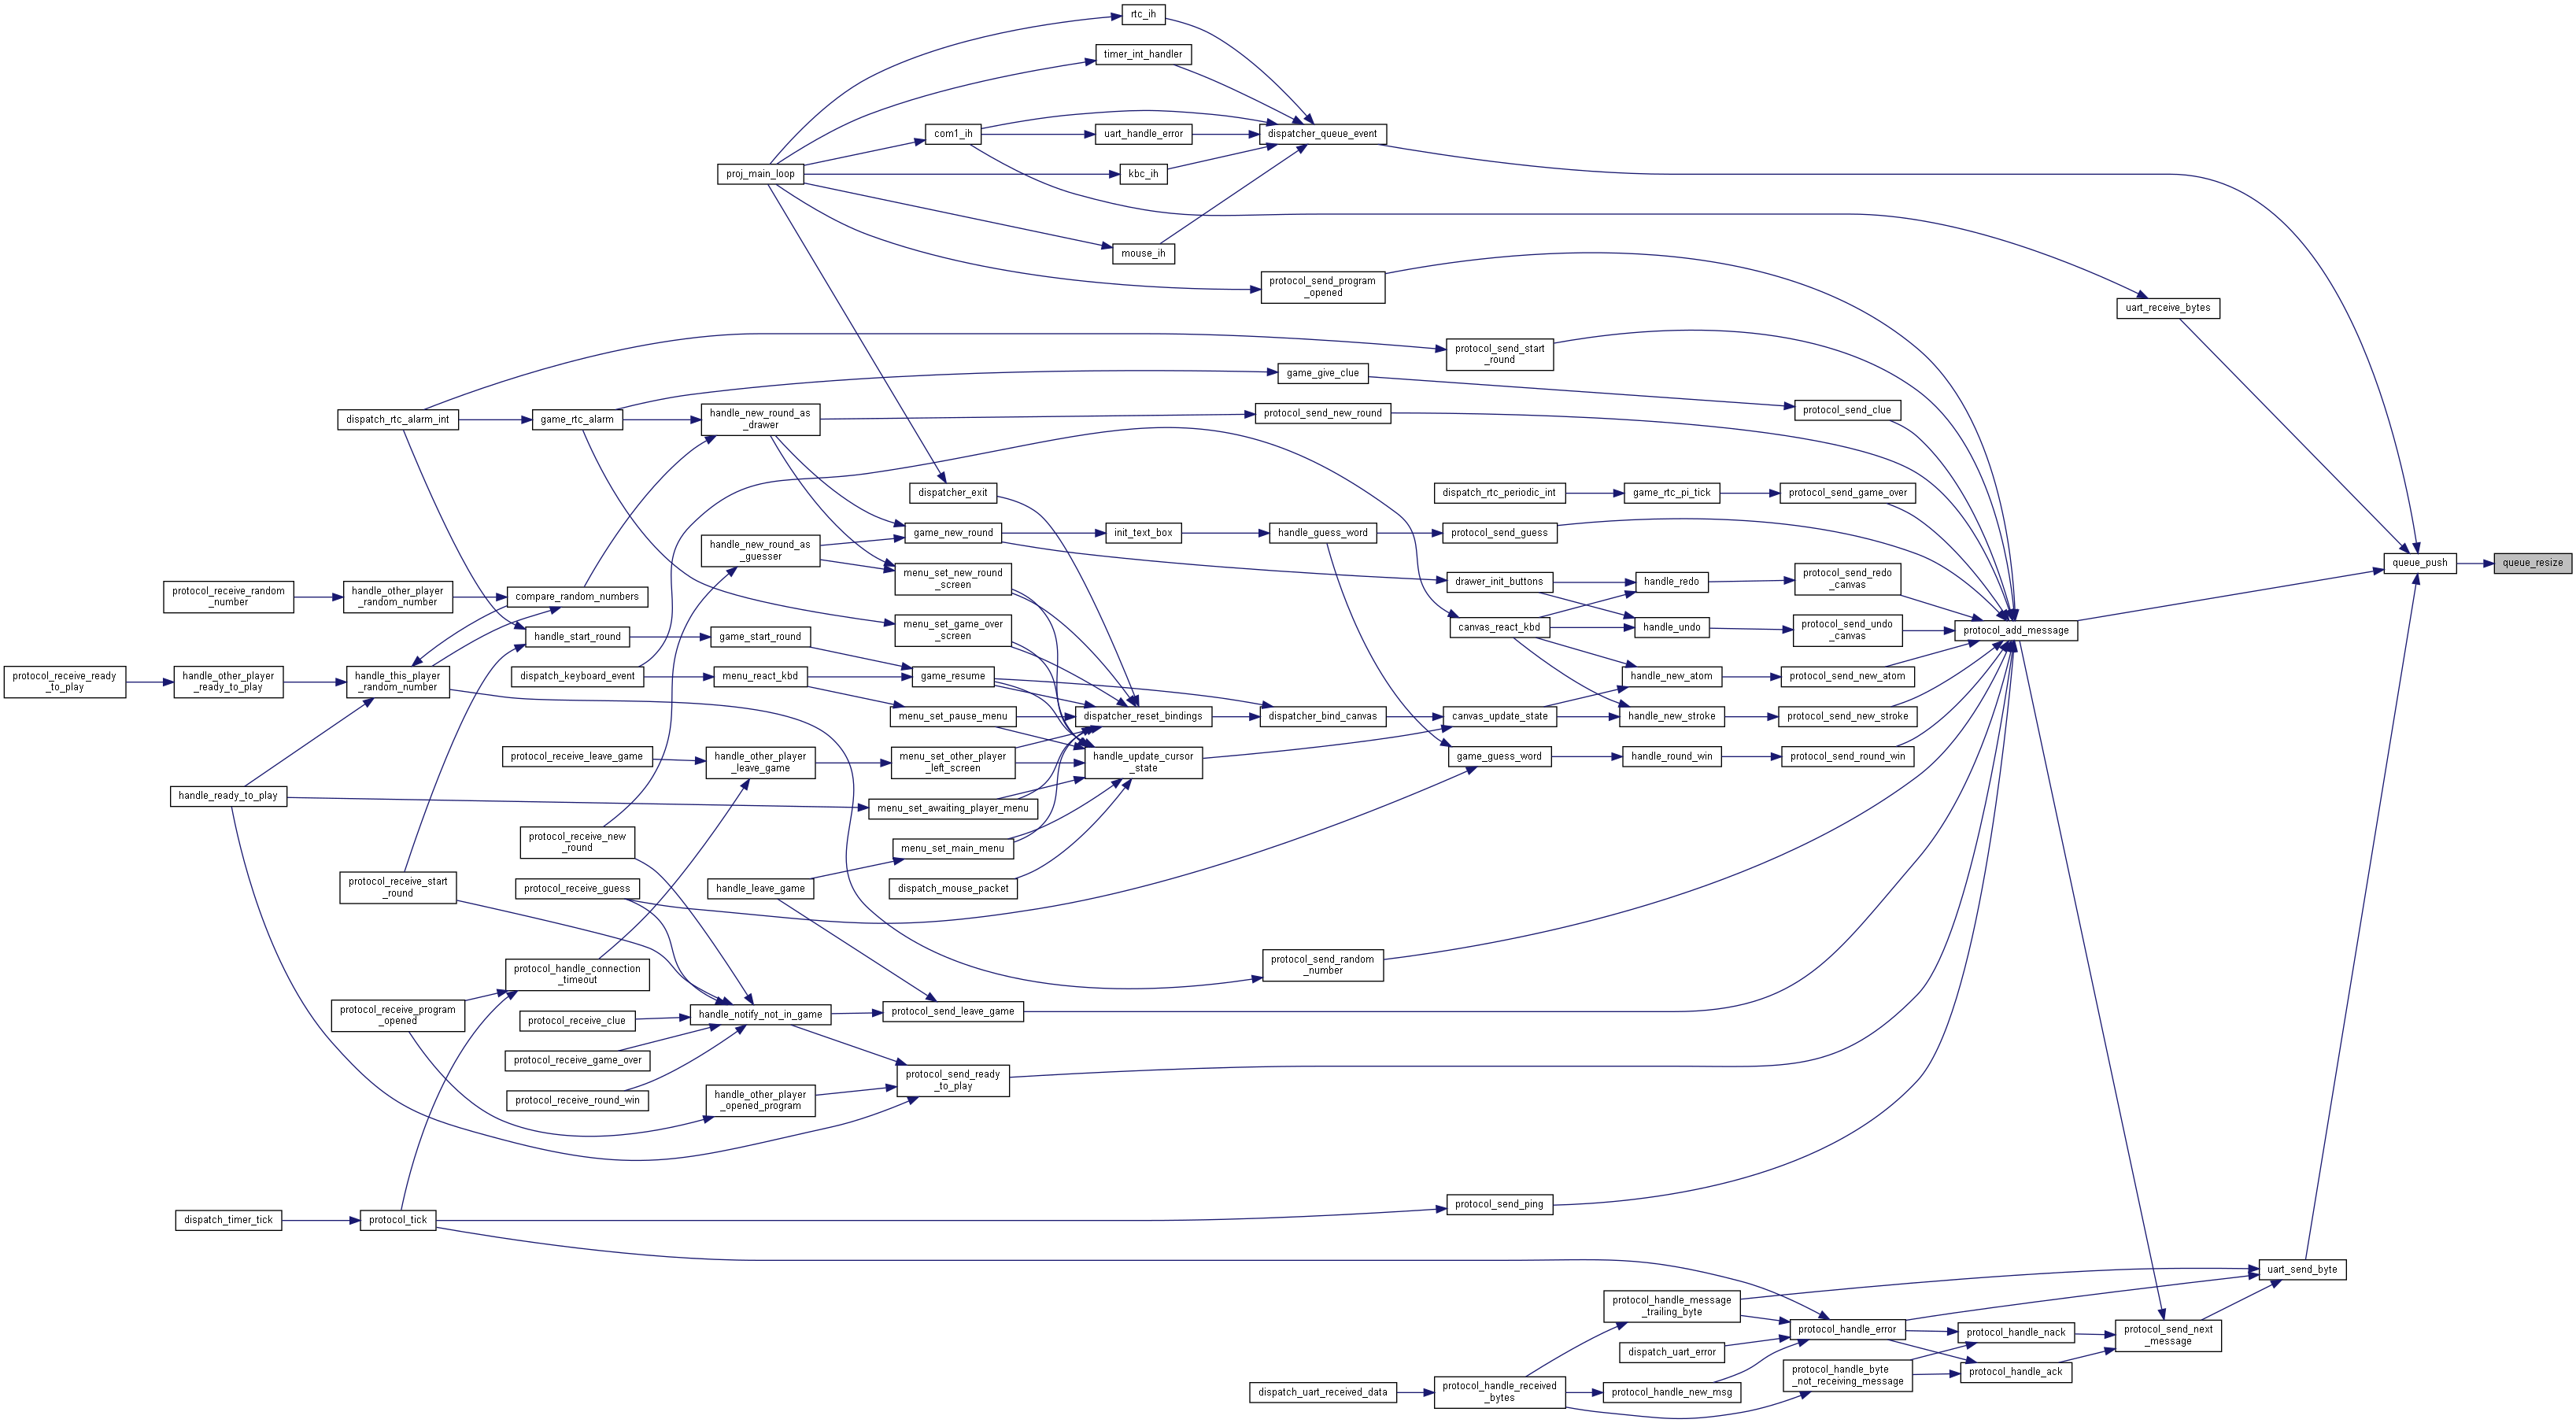 rtc_ih
timer_int_handler
com1_ih
uart_handle_error
dispatcher_queue_event
proj_main_loop
kbc_ih
mouse_ih
protocol_send_program
_opened
uart_receive_bytes
protocol_send_start
_round
game_give_clue
dispatch_rtc_alarm_int
game_rtc_alarm
handle_new_round_as
_drawer
protocol_send_new_round
protocol_send_clue
dispatcher_exit
dispatch_rtc_periodic_int
game_rtc_pi_tick
protocol_send_game_over
handle_new_round_as
_guesser
game_new_round
init_text_box
handle_guess_word
protocol_send_guess
queue_push
queue_resize
menu_set_new_round
_screen
drawer_init_buttons
handle_redo
protocol_send_redo
_canvas
protocol_receive_random
_number
handle_other_player
_random_number
compare_random_numbers
menu_set_game_over
_screen
canvas_react_kbd
handle_undo
protocol_send_undo
_canvas
protocol_add_message
handle_start_round
game_start_round
protocol_receive_ready
_to_play
handle_other_player
_ready_to_play
handle_this_player
_random_number
dispatch_keyboard_event
menu_react_kbd
game_resume
handle_new_atom
protocol_send_new_atom
menu_set_pause_menu
dispatcher_reset_bindings
dispatcher_bind_canvas
canvas_update_state
handle_new_stroke
protocol_send_new_stroke
protocol_receive_leave_game
handle_other_player
_leave_game
menu_set_other_player
_left_screen
handle_update_cursor
_state
game_guess_word
handle_round_win
protocol_send_round_win
handle_ready_to_play
menu_set_awaiting_player_menu
protocol_receive_new
_round
menu_set_main_menu
protocol_receive_start
_round
protocol_receive_guess
handle_leave_game
dispatch_mouse_packet
protocol_handle_connection
_timeout
protocol_send_random
_number
protocol_receive_program
_opened
protocol_receive_clue
handle_notify_not_in_game
protocol_send_leave_game
protocol_receive_game_over
protocol_send_ready
_to_play
protocol_receive_round_win
handle_other_player
_opened_program
dispatch_timer_tick
protocol_tick
protocol_send_ping
uart_send_byte
protocol_handle_message
_trailing_byte
protocol_handle_error
protocol_handle_nack
protocol_send_next
_message
dispatch_uart_error
protocol_handle_byte
_not_receiving_message
protocol_handle_ack
dispatch_uart_received_data
protocol_handle_received
_bytes
protocol_handle_new_msg